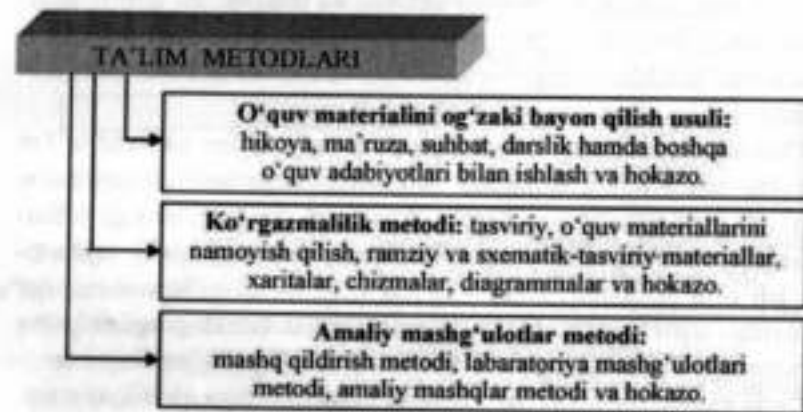 TA'LIM METODLARI
O'quv materialini og'zaki bayon qilish usuli:
hikoya, ma'ruza, suhbat, darslik hamda boshqa
o'quv adabiyotlari bilan ishlash va hokazo.
Ko'rgazmalilik metodi: tasviriy, o'quv materiallarini
namoyish qilish, ramziy va sxematik-tasviriy materiallar,
xaritalar, chizmalar, diagrammalar va hokazo.
Amaliy mashg'ulotlar metodi:
mashq qildirish metodi, labaratoriya mashg'ulotlari
metodi, amaliy mashqlar metodi va hokazo.